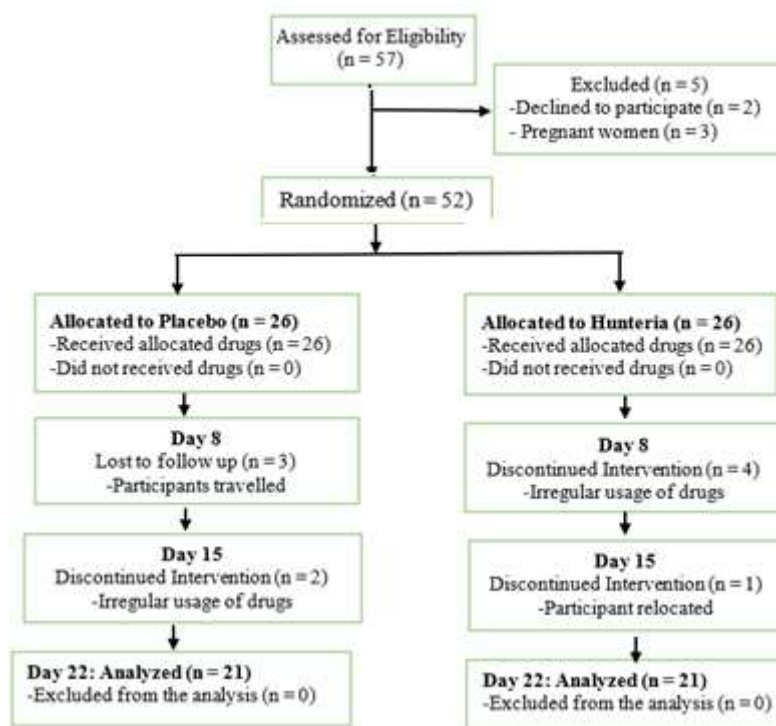 Assessed for Eligibility
(n = 57)
Excluded (n = 5)
-Declined to participate (n = 2)
- Pregnant women (n = 3)
Randomized (n = 52)
Allocated to Placebo (n = 26)
-Received allocated drugs (n = 26)
-Did not received drugs (n = 0)
Day 8
Lost to follow up (n = 3)
-Participants travelled
Day 15
Discontinued Intervention (n = 2)
-Irregular usage of drugs
Day 22: Analyzed (n = 21)
-Excluded from the analysis (n = 0)
Allocated to Hunteria (n = 26)
-Received allocated drugs (n = 26)
-Did not received drugs (n = 0)
Day 8
Discontinued Intervention (n = 4)
-Irregular usage of drugs
Day 15
Discontinued Intervention (n = 1)
-Participant relocated
Day 22: Analyzed (n = 21)
-Excluded from the analysis (n = 0)